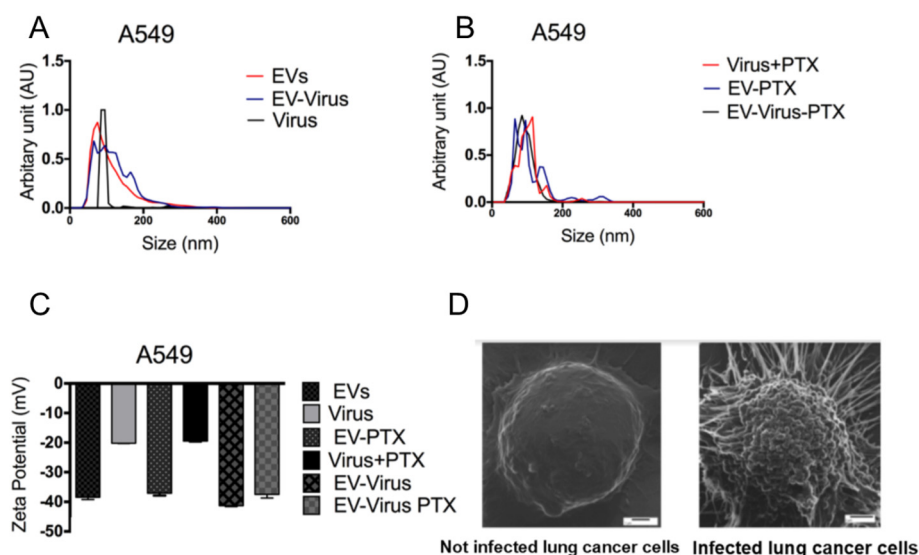 A
A549
Arbitary unit (AU)
1.5
1.0
0.5
0.0
0 200 400 600
Size (nm)
EVs
EV-Virus
Virus
B
A549
Arbitrary unit (AU)
1.5
1.0
0.5
0.0
0 200 400 600
Size (nm)
Virus+PTX
EV-PTX
EV-Virus-PTX
C
A549
Zeta Potential (mV)
0
-10
-20
-30
-40
-50
EVs
Virus
EV-PTX
Virus+PTX
EV-Virus
EV-Virus PTX
D
Not infected lung cancer cells
Infected lung cancer cells